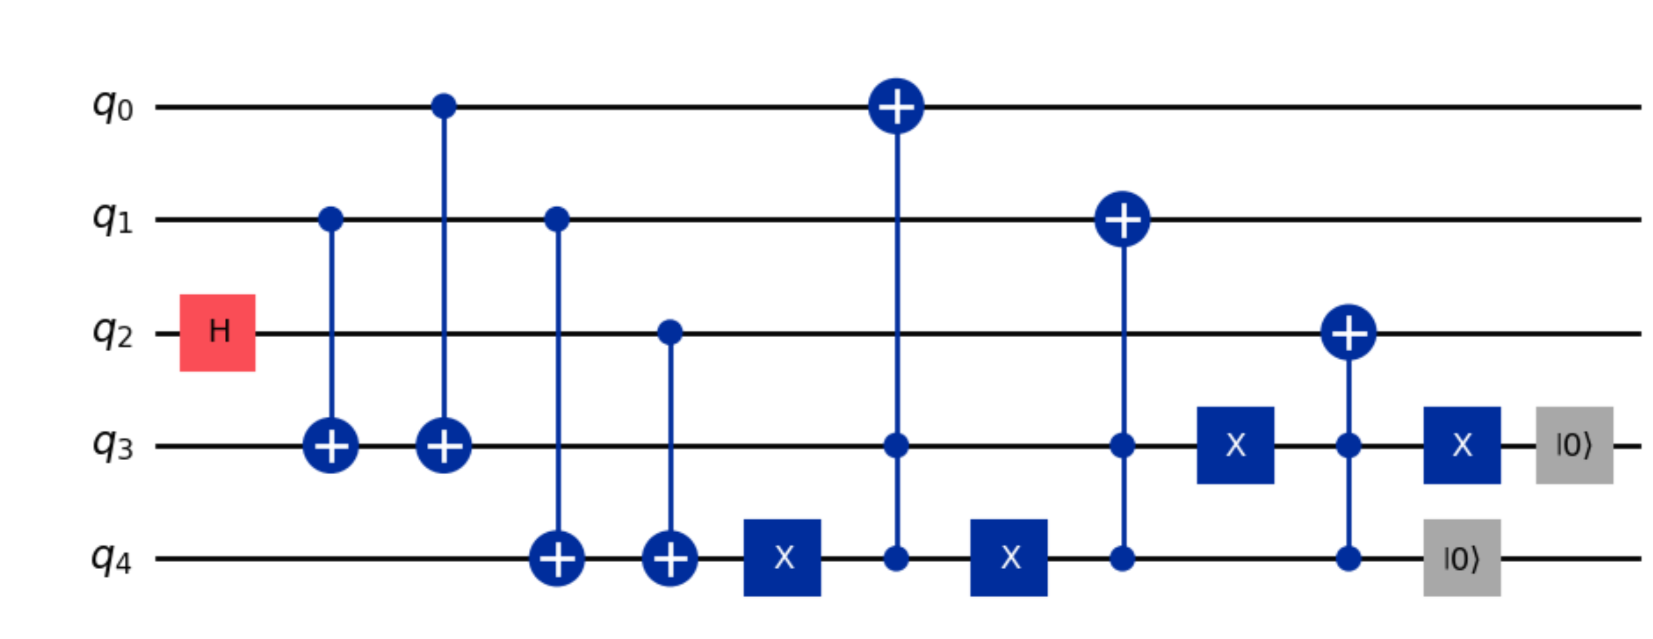 q0
q1
H q2
q3 X X |0⟩
q4 X X |0⟩